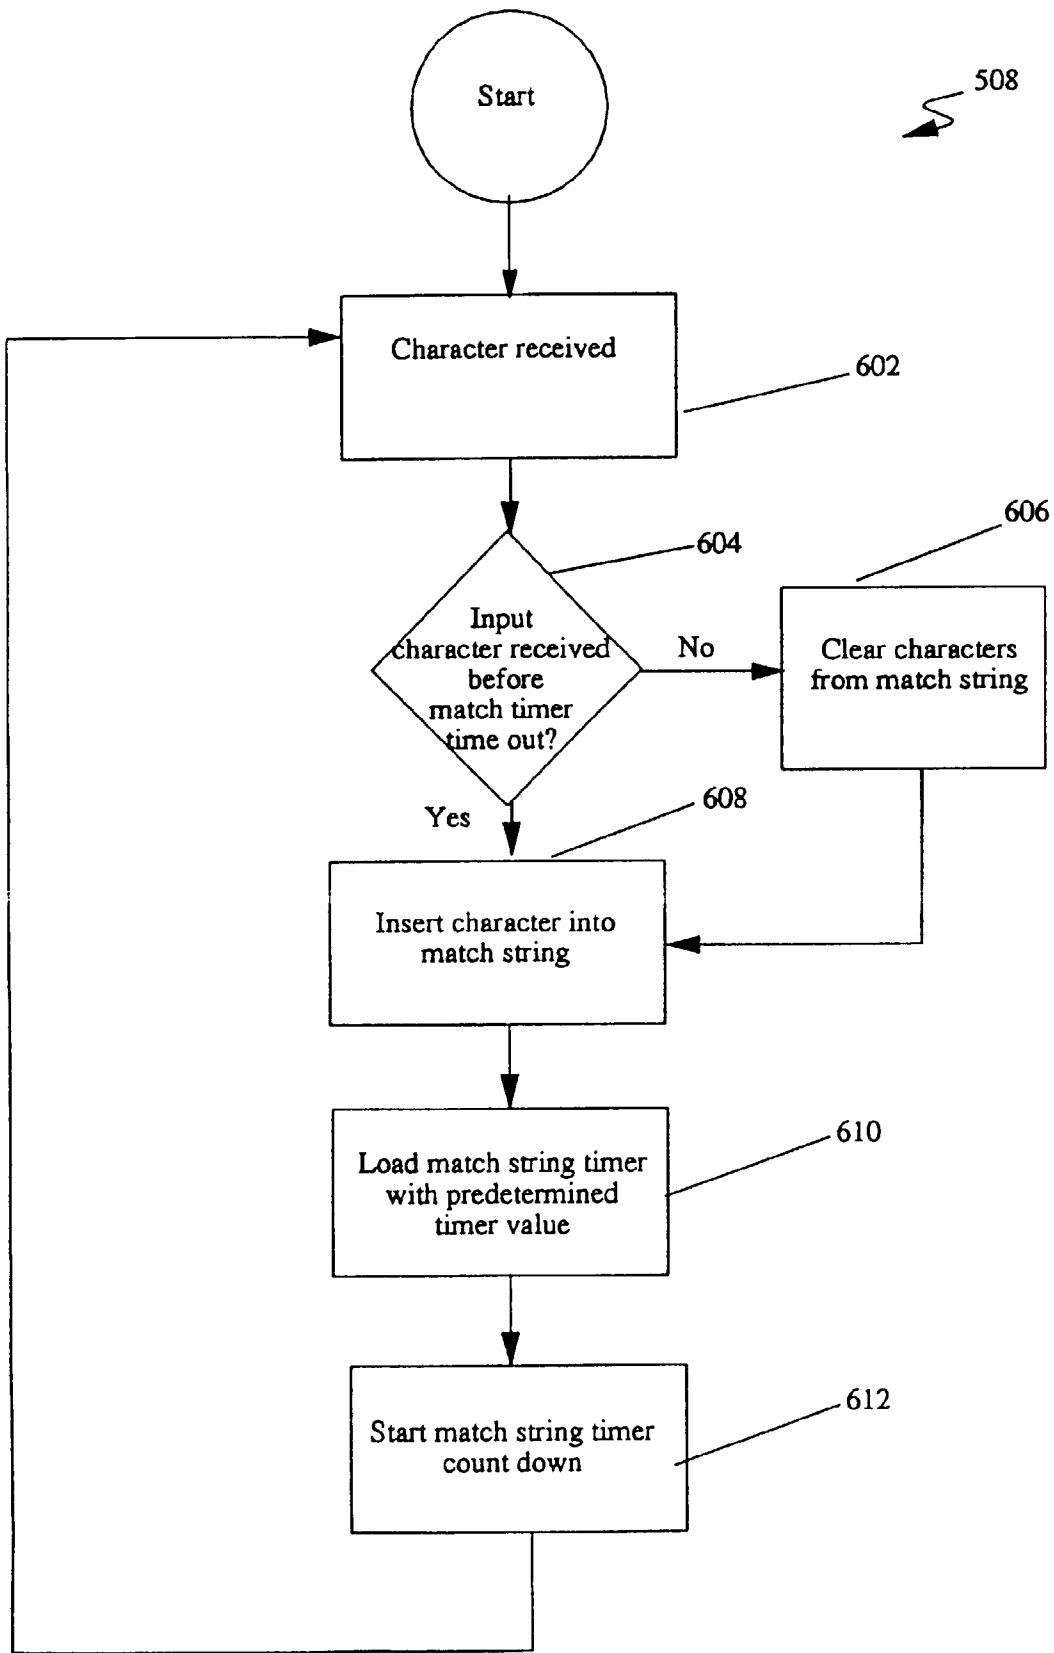 Start
508
Character received
602
604
606
Input
character received
before
match timer
time out?
No
Clear characters
from match string
Yes
608
Insert character into
match string
610
Load match string timer
with predetermined
timer value
612
Start match string timer
count down